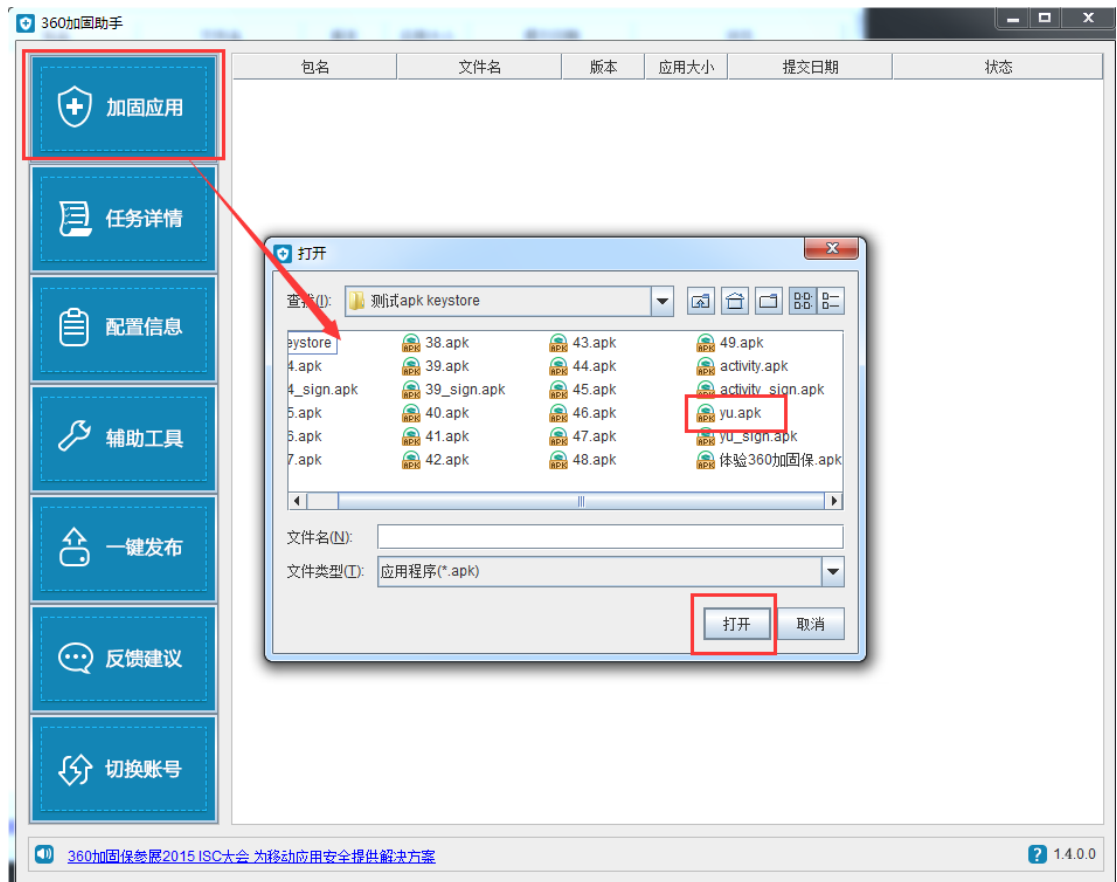 360加固助手
包名 文件名 版本 应用大小 提交日期 状态
加固应用
任务详情
配置信息
辅助工具
一键发布
反馈建议
切换账号
打开
查找(I): 测试apk keystore
eystore 38.apk 43.apk 49.apk
4.apk 39.apk 44.apk activity.apk
4_sign.apk 39_sign.apk 45.apk activity_sign.apk
5.apk 40.apk 46.apk yu.apk
6.apk 41.apk 47.apk yu_sign.apk
7.apk 42.apk 48.apk 体验360加固保.apk
文件名(N):
文件类型(T): 应用程序(*.apk)
打开 取消
360加固保参展2015 ISC大会 为移动应用安全提供解决方案 1.4.0.0